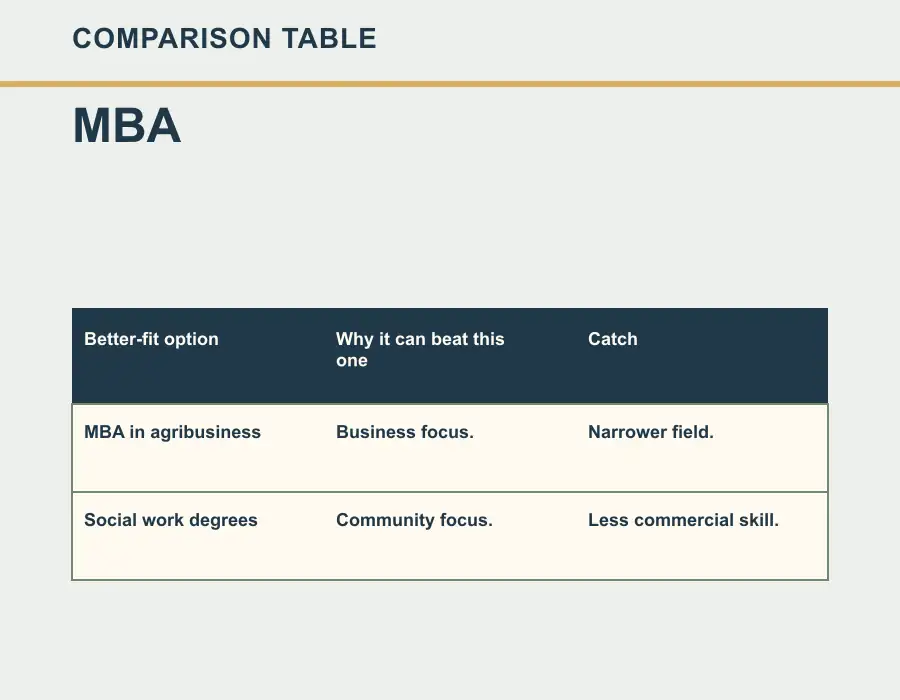 COMPARISON TABLE
MBA
Better-fit option
Why it can beat this
one
Catch
MBA in agribusiness
Business focus.
Narrower field.
Social work degrees
Community focus.
Less commercial skill.